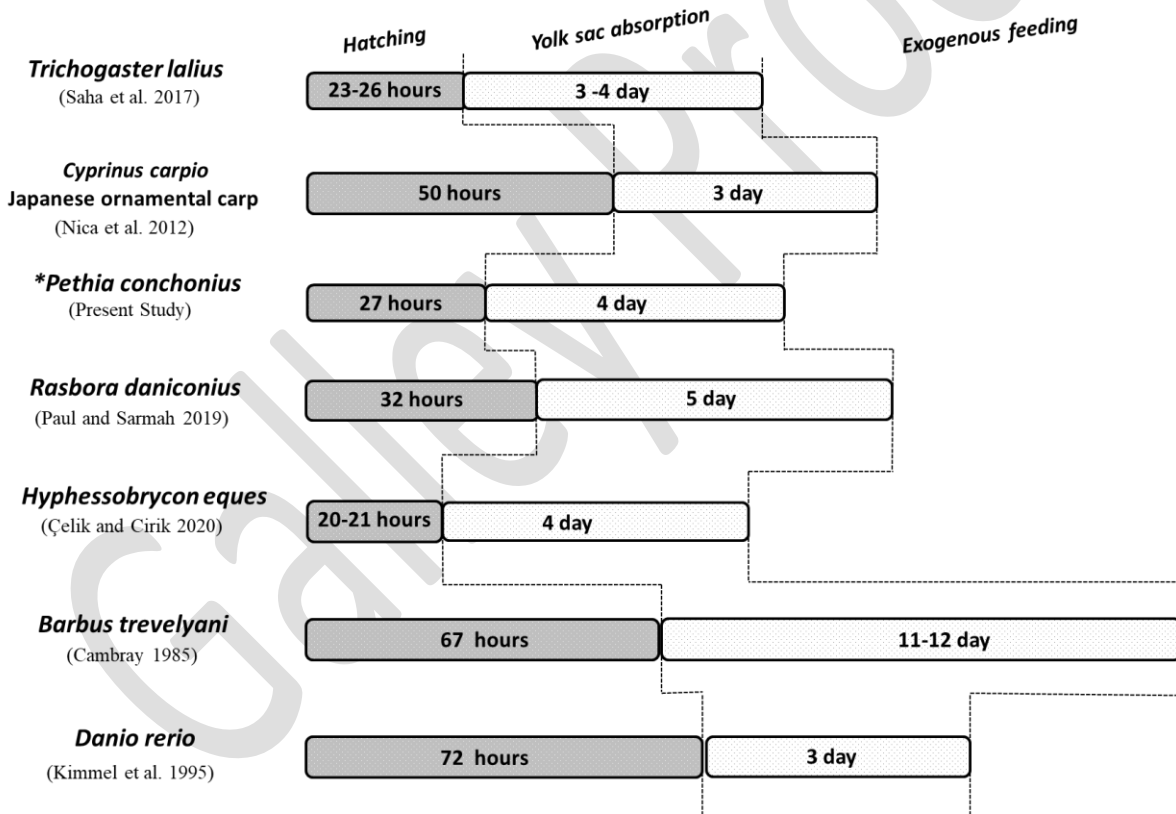 Hatching Yolk sac absorption Exogenous feeding
Trichogaster lalius
(Saha et al. 2017)
23-26 hours 3 -4 day
Cyprinus carpio
Japanese ornamental carp
(Nica et al. 2012)
50 hours 3 day
*Pethia conchonius
(Present Study)
27 hours 4 day
Rasbora daniconius
(Paul and Sarmah 2019)
32 hours 5 day
Hyphessobrycon eques
(Çelik and Cirik 2020)
20-21 hours 4 day
Barbus trevelyani
(Cambray 1985)
67 hours 11-12 day
Danio rerio
(Kimmel et al. 1995)
72 hours 3 day
Galley Proo